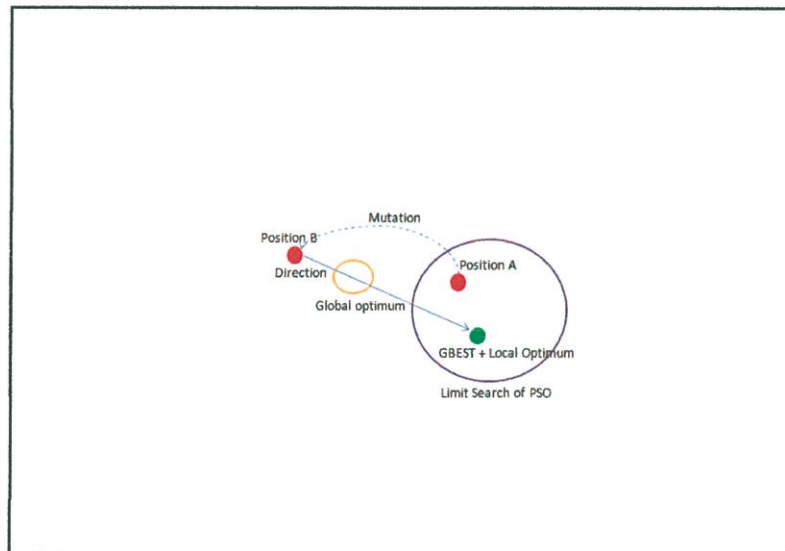 Mutation
Position B
Position A
Direction
Global optimum
GBEST + Local Optimum
Limit Search of PSO